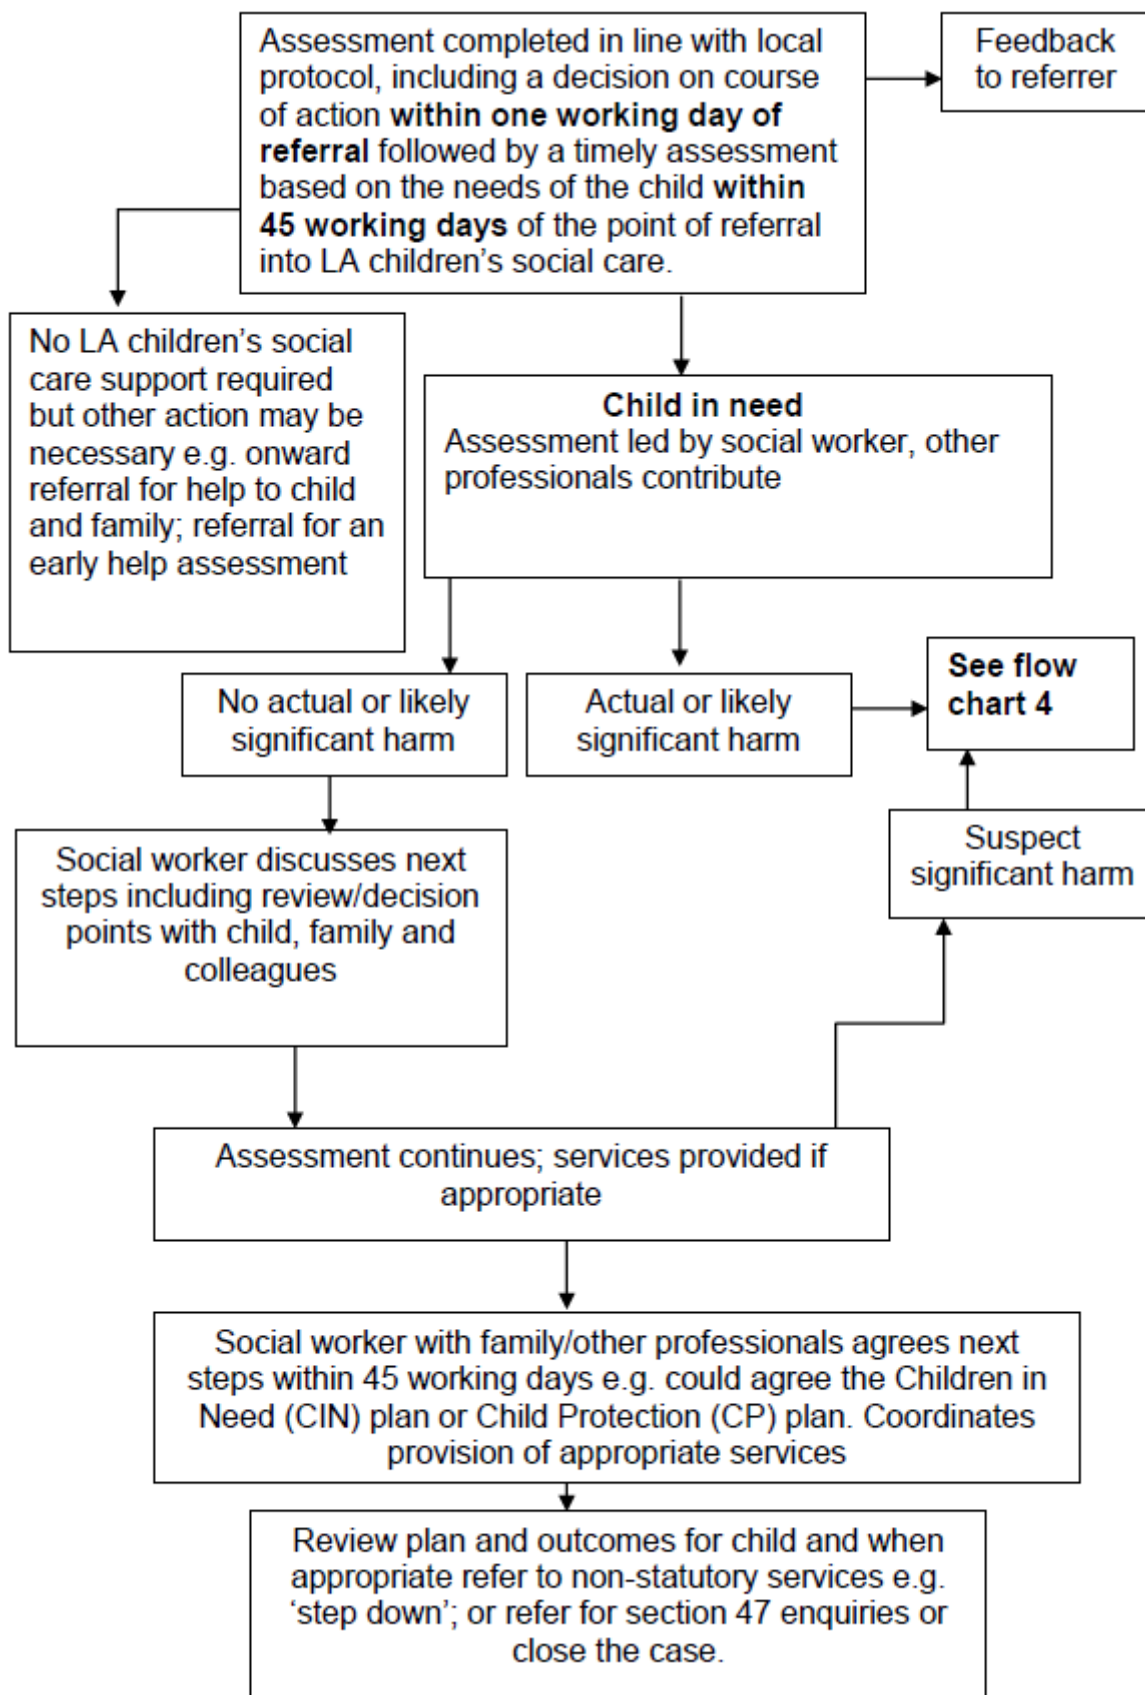 Assessment completed in line with local
protocol, including a decision on course
of action within one working day of
referral followed by a timely assessment
based on the needs of the child within
45 working days of the point of referral
into LA children’s social care.
Feedback
to referrer
No LA children’s social
care support required
but other action may be
necessary e.g. onward
referral for help to child
and family; referral for an
early help assessment
Child in need
Assessment led by social worker, other
professionals contribute
No actual or likely
significant harm
Actual or likely
significant harm
See flow
chart 4
Suspect
significant harm
Social worker discusses next
steps including review/decision
points with child, family and
colleagues
Assessment continues; services provided if
appropriate
Social worker with family/other professionals agrees next
steps within 45 working days e.g. could agree the Children in
Need (CIN) plan or Child Protection (CP) plan. Coordinates
provision of appropriate services
Review plan and outcomes for child and when
appropriate refer to non-statutory services e.g.
‘step down’; or refer for section 47 enquiries or
close the case.